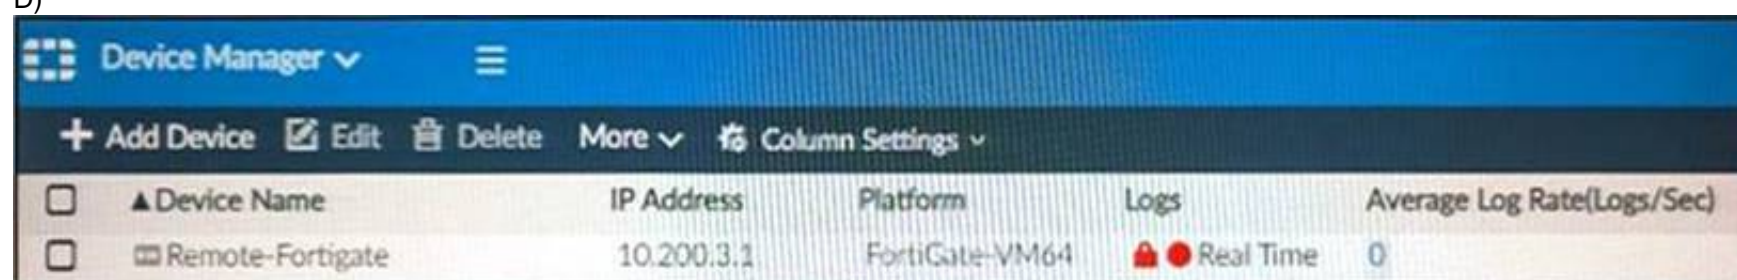 D)
Device Manager
Add Device Edit Delete More Column Settings
Device Name IP Address Platform Logs Average Log Rate(Logs/Sec)
Remote-Fortigate 10.200.3.1 FortiGate-VM64 Real Time 0